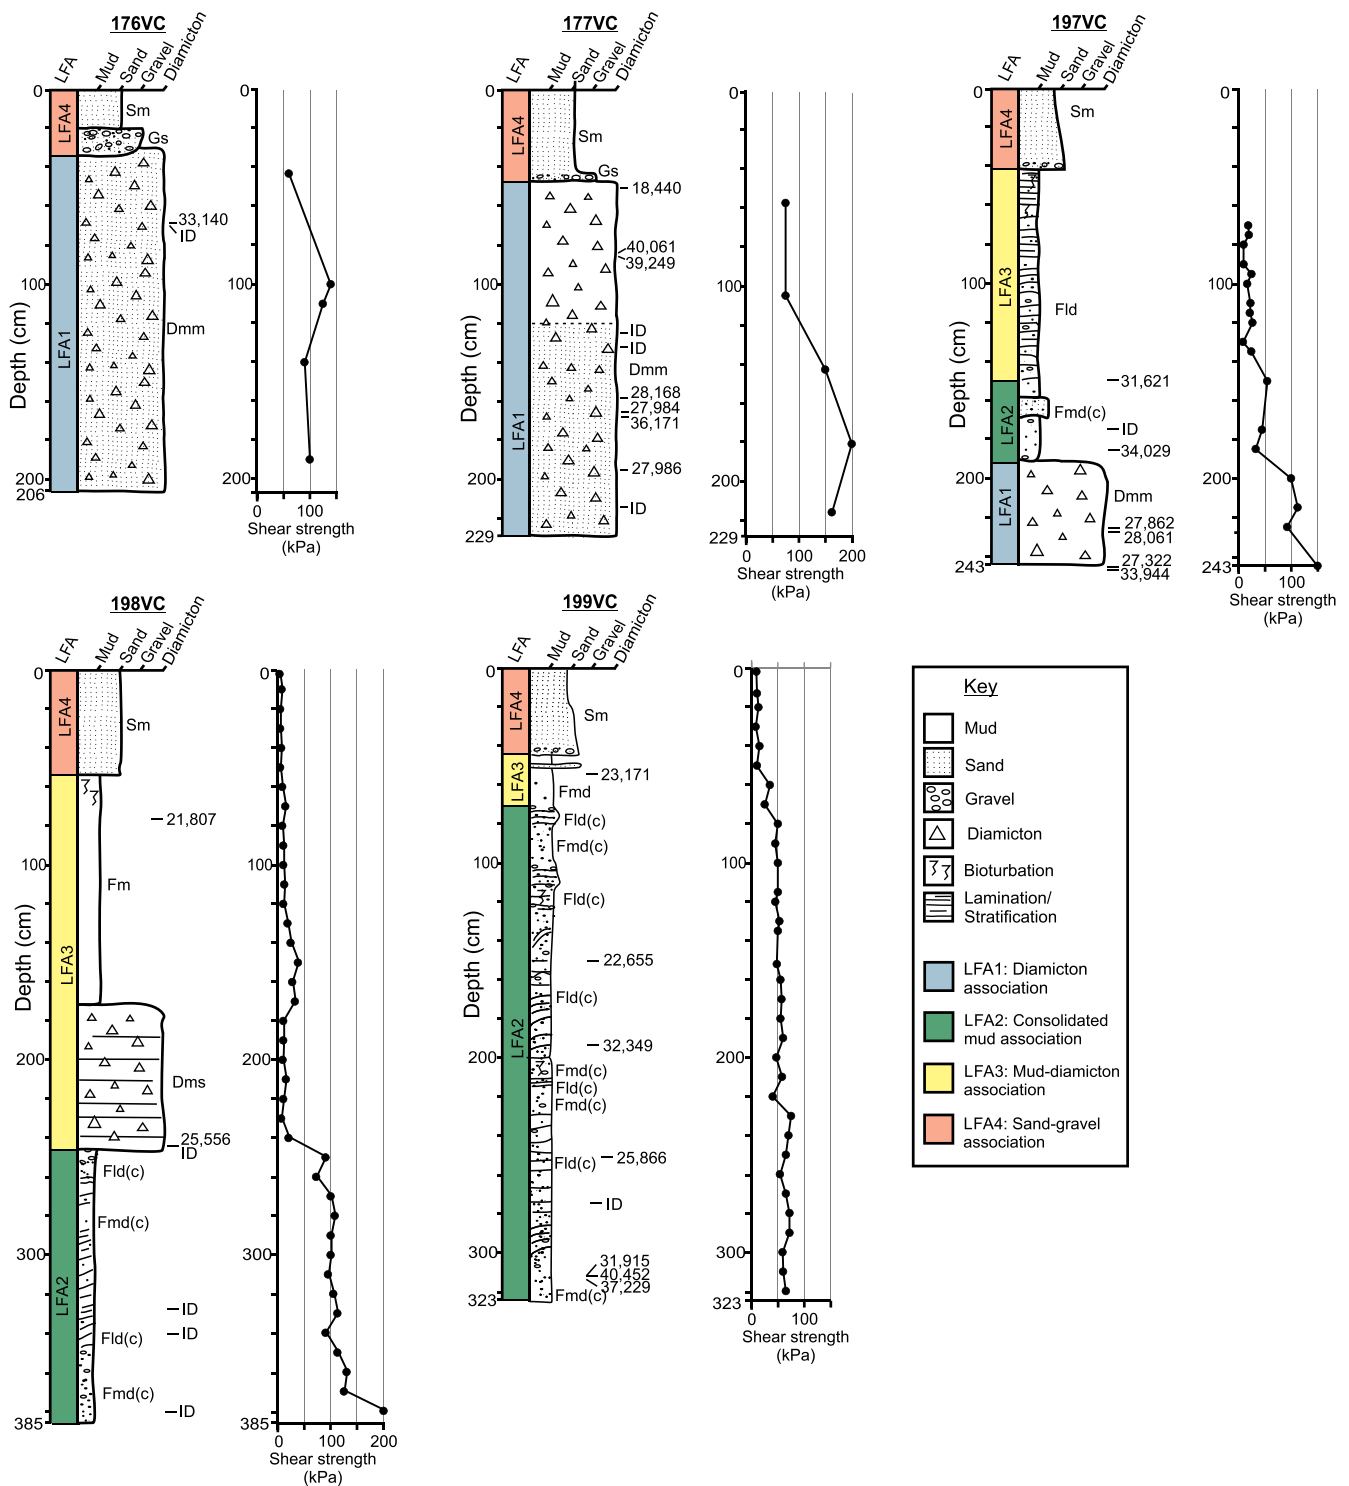 176VC
LFA
Mud
Sand
Gravel
Diamicton
0
100
200
206
Depth (cm)
LFA4
LFA1
Sm
Gs
33,140
ID
Dmm
0
100
200
0 100
Shear strength
(kPa)
177VC
LFA
Mud
Sand
Gravel
Diamicton
0
100
200
229
Depth (cm)
LFA4
LFA1
Sm
Gs
18,440
40,061
39,249
ID
ID
Dmm
28,168
27,984
36,171
27,986
ID
0
100
200
229
0 100 200
Shear strength
(kPa)
197VC
LFA
Mud
Sand
Gravel
Diamicton
0
100
200
243
Depth (cm)
LFA4
LFA3
LFA2
LFA1
Sm
Fld
31,621
Fmd(c)
ID
34,029
Dmm
27,862
28,061
27,322
33,944
0
100
200
243
0 100
Shear strength
(kPa)
198VC
LFA
Mud
Sand
Gravel
Diamicton
0
100
200
300
385
Depth (cm)
LFA4
LFA3
LFA2
Sm
21,807
Fm
Dms
25,556
ID
Fld(c)
Fmd(c)
ID
Fld(c)
ID
Fmd(c)
ID
0
100
200
300
385
0 100 200
Shear strength
(kPa)
199VC
LFA
Mud
Sand
Gravel
Diamicton
0
100
200
300
323
Depth (cm)
LFA4
LFA3
LFA2
Sm
23,171
Fmd
Fld(c)
Fmd(c)
Fld(c)
22,655
Fld(c)
32,349
Fmd(c)
Fld(c)
Fmd(c)
25,866
Fld(c)
ID
31,915
40,452
37,229
Fmd(c)
0
100
200
300
323
0 100
Shear strength
(kPa)
Key
Mud
Sand
Gravel
Diamicton
Bioturbation
Lamination/
Stratification
LFA1: Diamicton
association
LFA2: Consolidated
mud association
LFA3: Mud-diamicton
association
LFA4: Sand-gravel
association